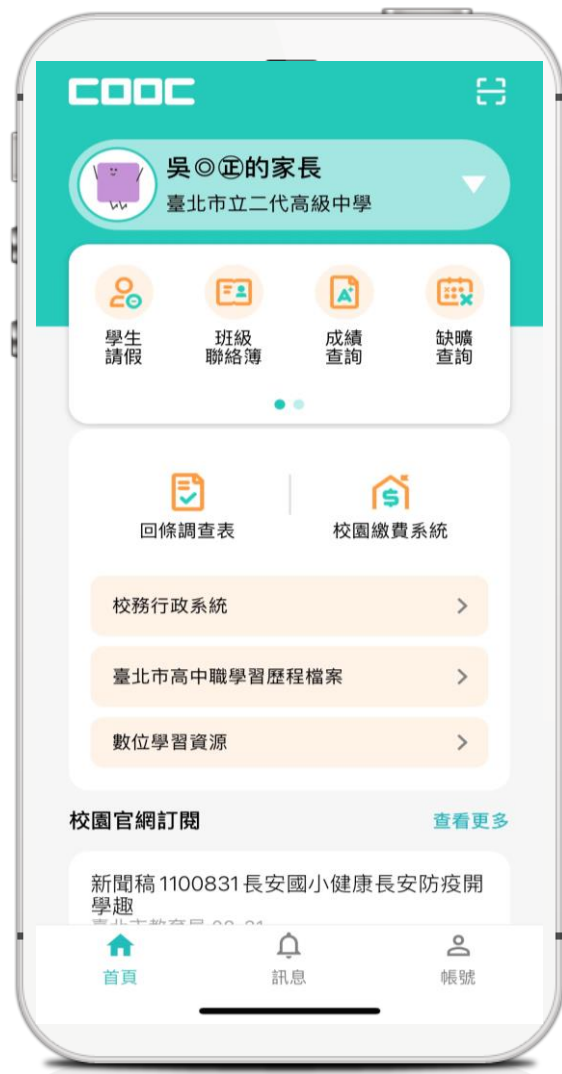 COOC
吳◎㊣的家長
臺北市立二代高級中學
學生
請假
班級
聯絡簿
成績
查詢
缺曠
查詢
回條調查表
校園繳費系統
校務行政系統
臺北市高中職學習歷程檔案
數位學習資源
校園官網訂閱
查看更多
新聞稿1100831長安國小健康長安防疫開
學趣
首頁
訊息
帳號